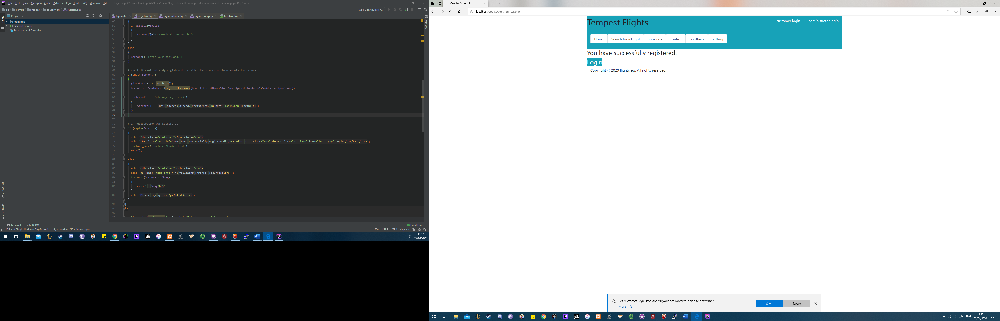 login.php [C:\Users\Joe\AppData\Local\Temp\login.php] - H:\xampp\htdocs\coursework\register.php - PhpStorm
File Edit View Navigate Code Refactor Run Tools VCS Window Help
H: xampp htdocs coursework register.php
Add Configuration...
Project
login.php register.php login_action.php login_tools.php header.html
1: Project
login.php
External Libraries
Scratches and Consoles
Database
49 {
50 if ($pass1!=$pass2)
51 {
52 $errors[]='Passwords do not match.';
53 }
54 }
55 else
56 {
57 $errors[]='Enter your password.';
58 }
59
60 # check if email already registered, provided there were no form submission errors
61 if(empty($errors))
62 {
63 $database = new Database();
64 $results = $database->registerCustomer($email,$firstName,$lastName,$pass1,$address1,$address2,$postcode);
65
66 if($results == 'already registered')
67 {
68 $errors[] = 'Email address already registered. <a href="login.php">Login</a>';
69 }
70 }
71
72 # if registration was successful
73 if (empty($errors))
74 {
75 echo '<div class="container"><div class="row">';
76 echo '<h3 class="test-info">You have successfully registered!</h3></div> <div class="row"><h3><a class="btn-info" href="login.php">Login</a></h3></div>';
77 include_once('includes/footer.html');
78 exit();
79 }
80 else
81 {
82 echo '<div class="container"><div class="row">';
83 echo '<p class="text-info">The following error(s) occurred:<br>' ;
84 foreach ($errors as $msg)
85 {
86 echo " - $msg<br>";
87 }
88 echo 'Please try again.</p></div></div>';
89 }
90 }
91 ?>
92
2: Favorites
Z: Structure
Terminal 6: TODO
1 Event Log
IDE and Plugin Updates: PhpStorm is ready to update. (40 minutes ago)
70:4 CRLF UTF-8 4 spaces
14:47
22/04/2020
Create Account
localhost/coursework/register.php
Tempest Flights
customer login | administrator login
Home Search for a Flight Bookings Contact Feedback Setting
You have successfully registered!
Login
Copyright © 2020 flightcrew. All rights reserved.
Let Microsoft Edge save and fill your password for this site next time?
More info
Save Never
ENG
14:47
22/04/2020